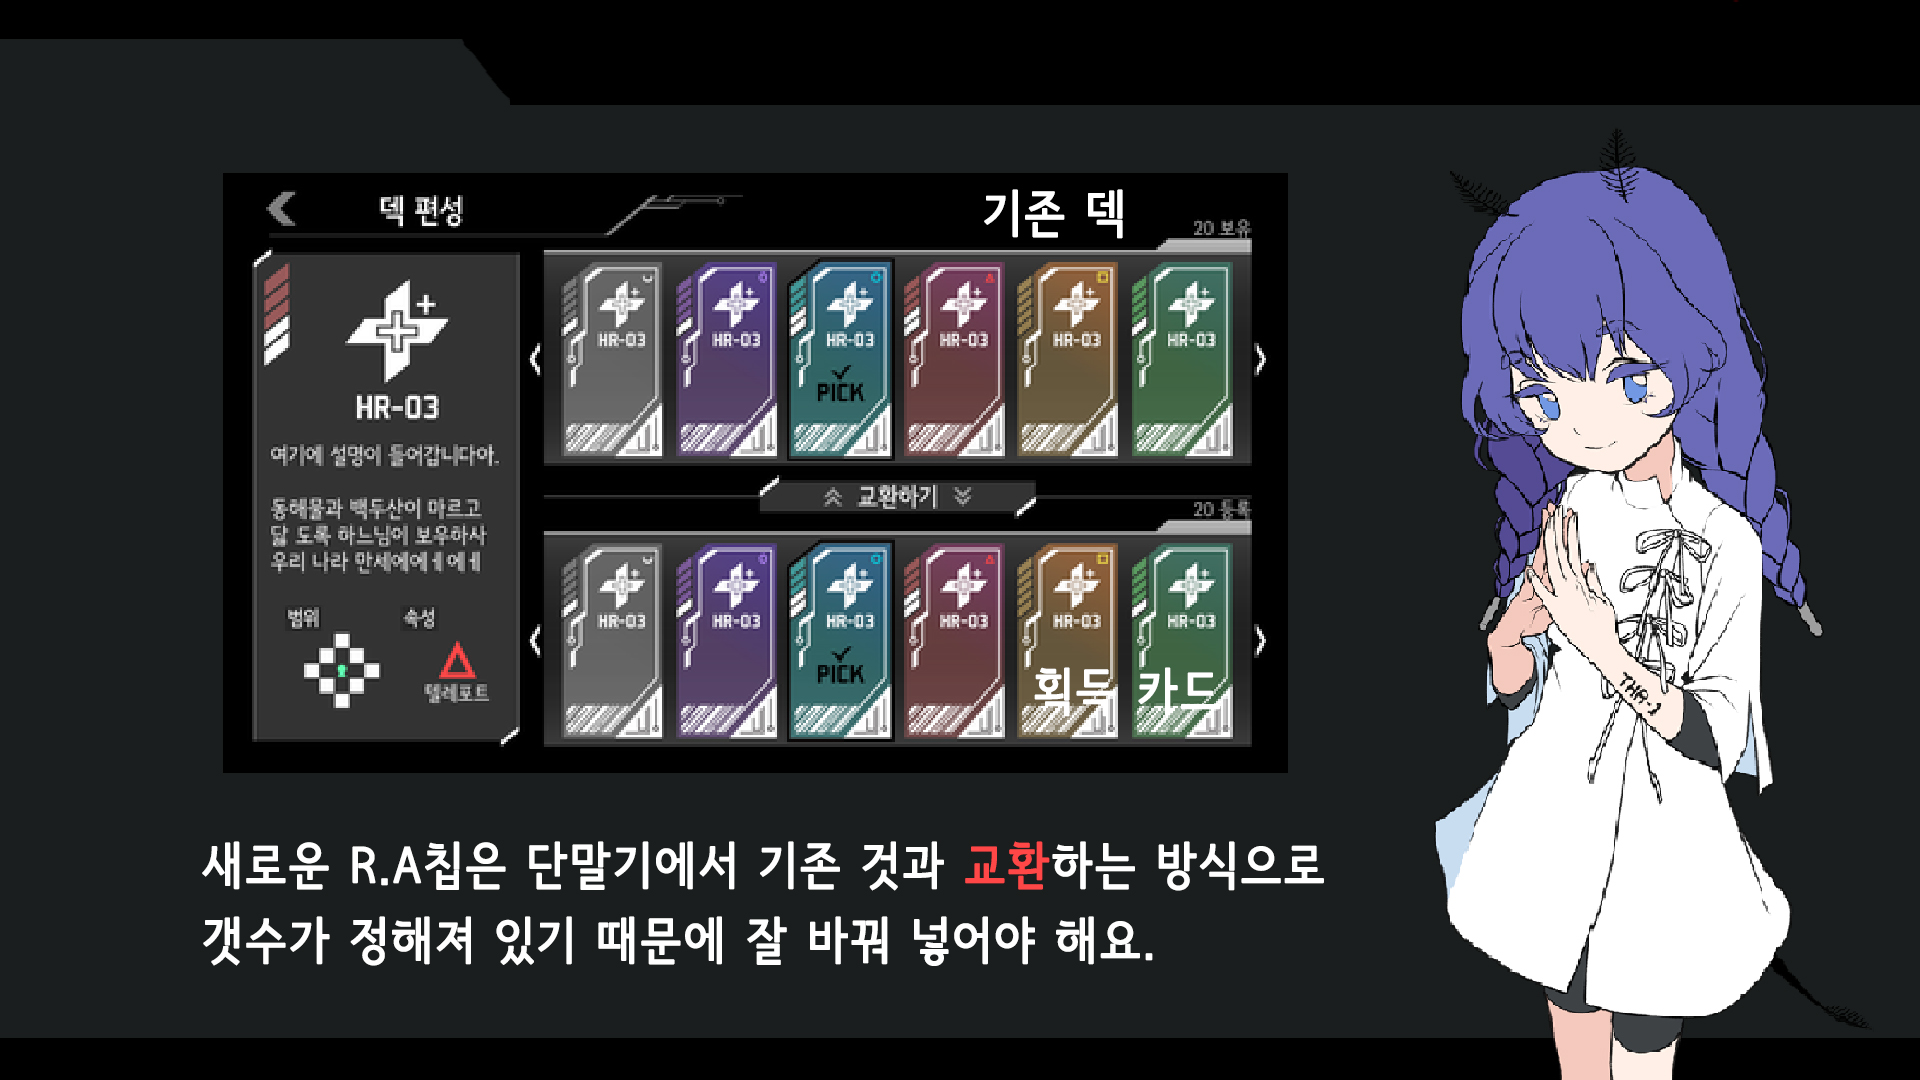 덱 편성
기존 덱
20 보유
HR-03
여기에 설명이 들어갑니다아.
동해물과 백두산이 마르고
닳 도록 하느님이 보우하사
우리 나라 만세에에ㅔ에ㅔ
범위
속성
텔레포트
HR-03
HR-03
HR-03
PICK
HR-03
HR-03
HR-03
교환하기
20 등록
HR-03
HR-03
HR-03
PICK
HR-03
HR-03
HR-03
획득 카드
새로운 R.A칩은 단말기에서 기존 것과 교환하는 방식으로
갯수가 정해져 있기 때문에 잘 바꿔 넣어야 해요.